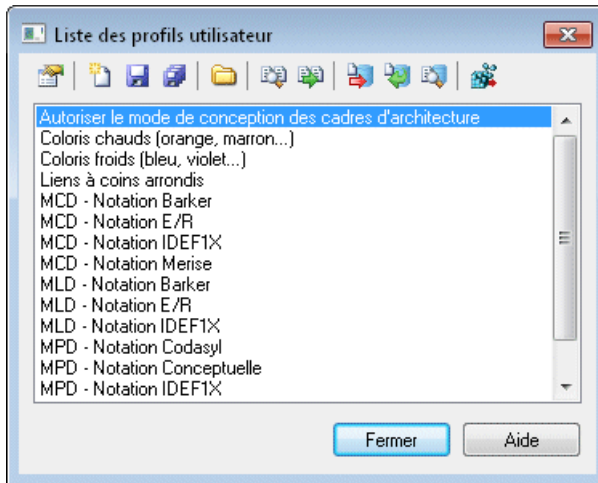 Liste des profils utilisateur
Autoriser le mode de conception des cadres d'architecture
Coloris chauds (orange, marron...)
Coloris froids (bleu, violet...)
Liens à coins arrondis
MCD - Notation Barker
MCD - Notation E/R
MCD - Notation IDEF1X
MCD - Notation Merise
MLD - Notation Barker
MLD - Notation E/R
MLD - Notation IDEF1X
MPD - Notation Codasyl
MPD - Notation Conceptuelle
MPD - Notation IDEF1X
Fermer
Aide